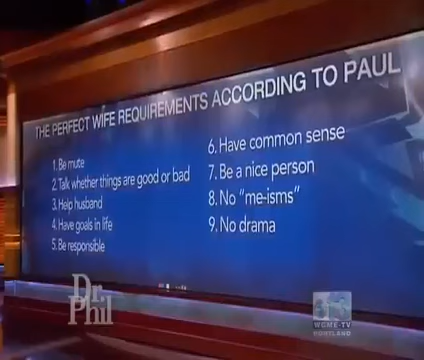 THE PERFECT WIFE REQUIREMENTS ACCORDING TO PAUL
1. Be mute
2. Talk whether things are good or bad
3. Help husband
4. Have goals in life
5. Be responsible
6. Have common sense
7. Be a nice person
8. No "me-isms"
9. No drama
Dr.
Phil
WGME-TV
PORTLAND